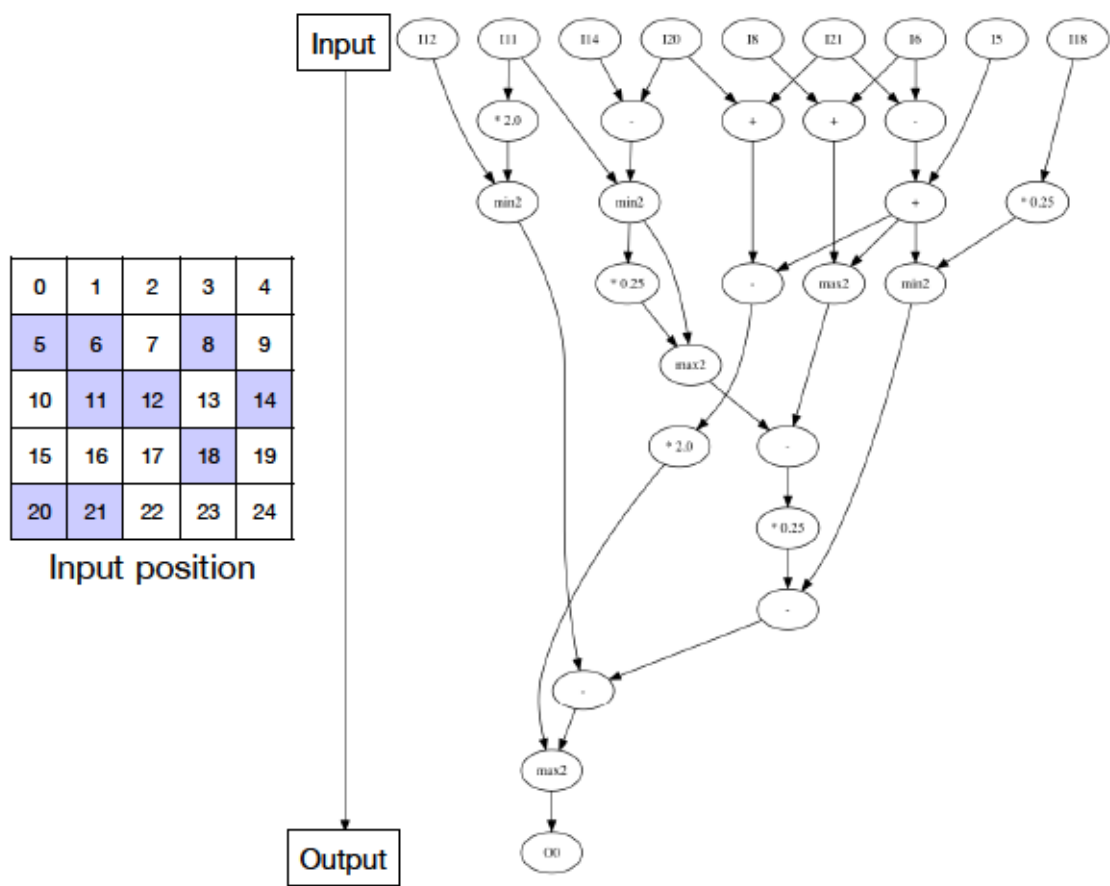 Input
I12 I11 I14 I20 I8 I21 I6 I5 I18
* 2.0 - + + -
min2 min2 + * 0.25
* 0.25 - max2 min2
max2
* 2.0 -
* 0.25
-
-
max2
Output
O0
0 1 2 3 4
5 6 7 8 9
10 11 12 13 14
15 16 17 18 19
20 21 22 23 24
Input position